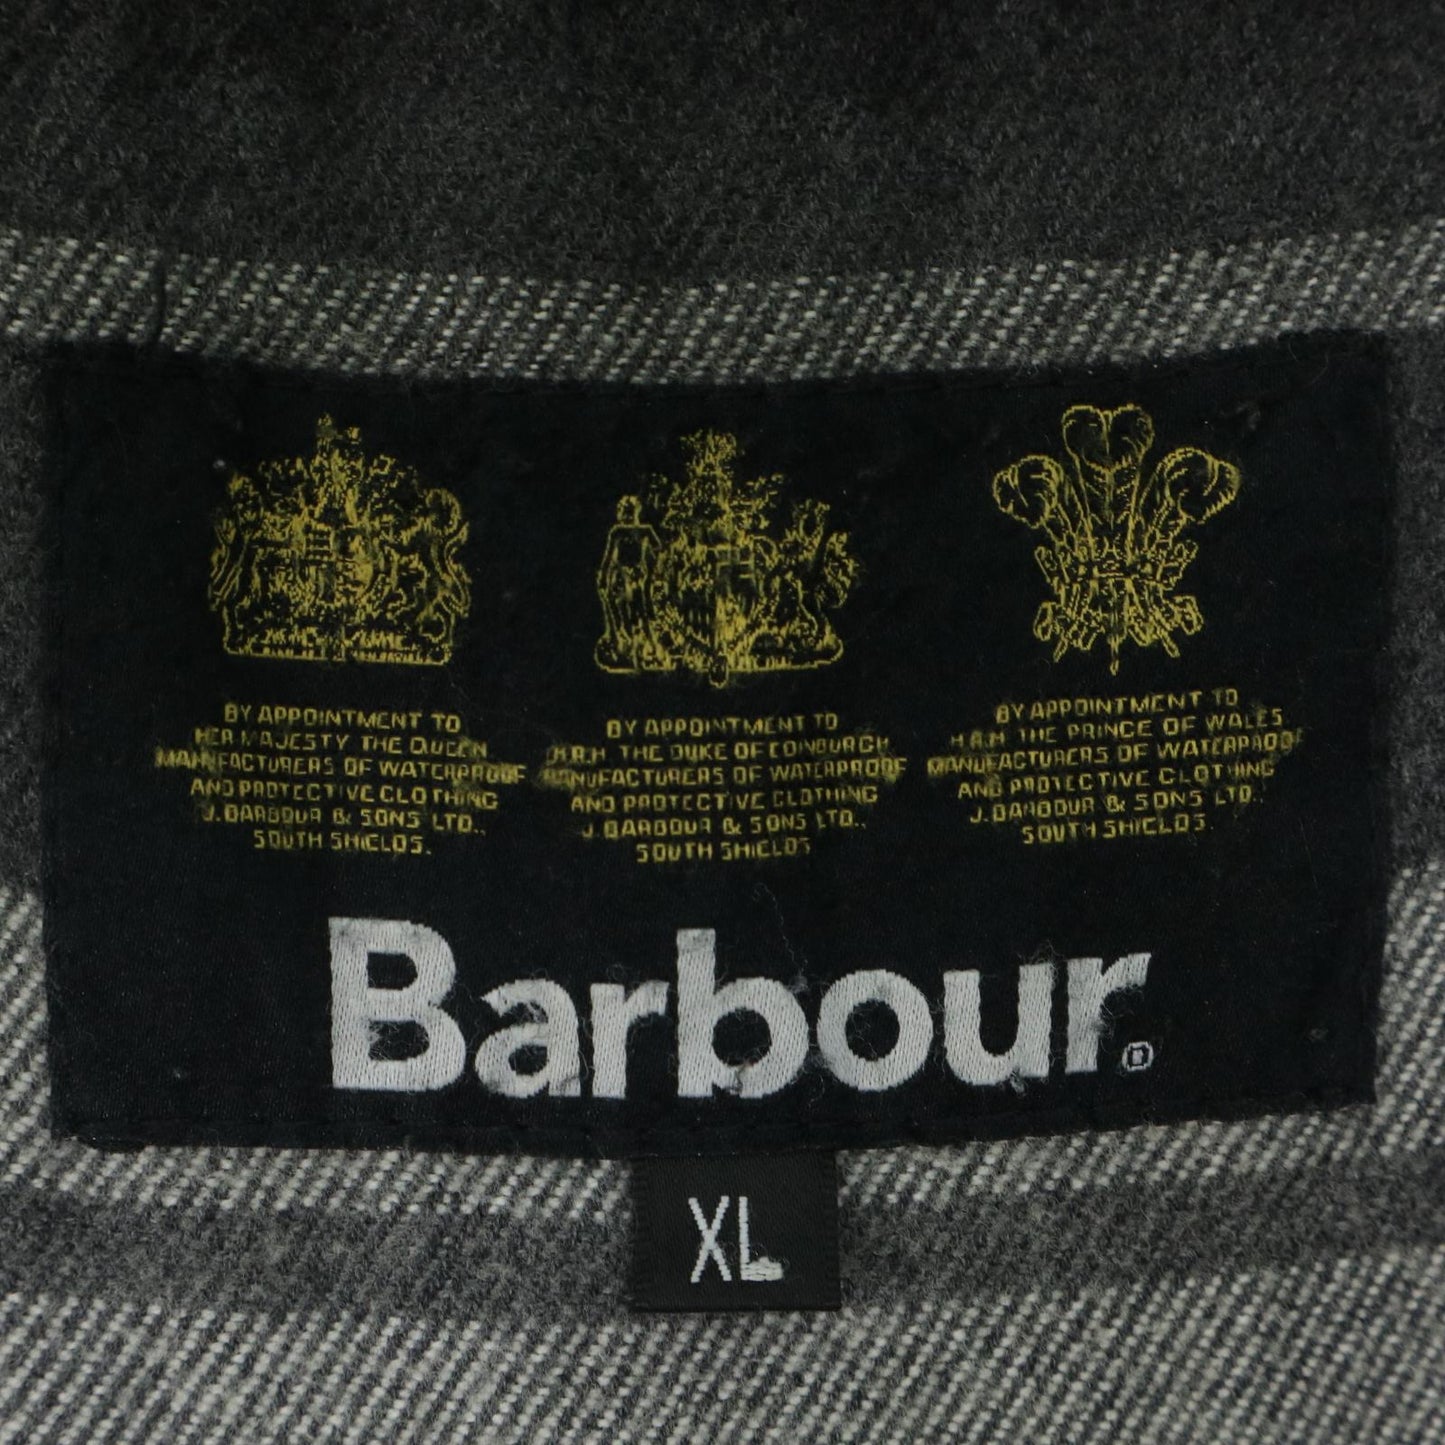 BY APPOINTMENT TO
HER MAJESTY THE QUEEN
MANUFACTURERS OF WATERPROOF
AND PROTECTIVE CLOTHING
J. BARBOUR & SONS LTD.,
SOUTH SHIELDS.
BY APPOINTMENT TO
H.R.H. THE DUKE OF EDINBURGH
MANUFACTURERS OF WATERPROOF
AND PROTECTIVE CLOTHING
J. BARBOUR & SONS LTD.,
SOUTH SHIELDS
BY APPOINTMENT TO
H.R.H. THE PRINCE OF WALES
MANUFACTURERS OF WATERPROOF
AND PROTECTIVE CLOTHING
J. BARBOUR & SONS LTD.
SOUTH SHIELDS.
Barbour®
XL